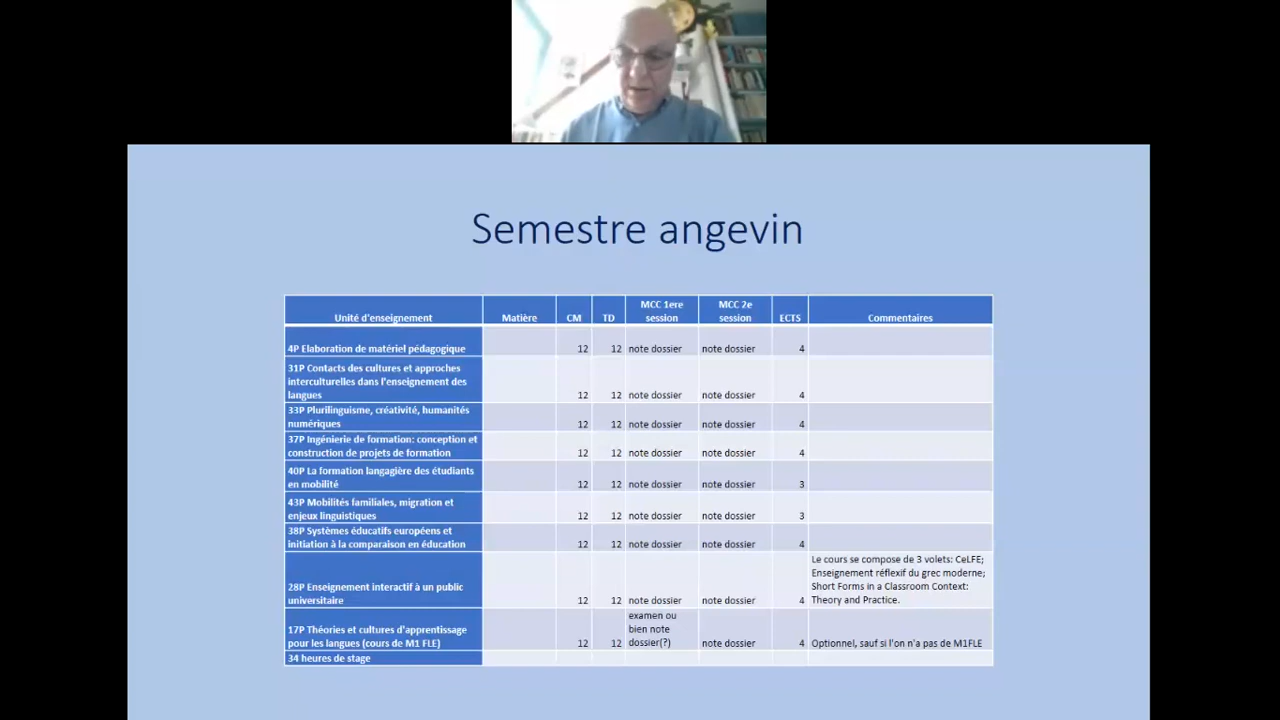 Semestre angevin
Unité d'enseignement Matière CM TD MCC 1ere session MCC 2e session ECTS Commentaires
4P Elaboration de matériel pédagogique 12 12 note dossier note dossier 4
31P Contacts des cultures et approches
interculturelles dans l'enseignement des
langues 12 12 note dossier note dossier 4
33P Plurilinguisme, créativité, humanités
numériques 12 12 note dossier note dossier 4
37P Ingénierie de formation: conception et
construction de projets de formation 12 12 note dossier note dossier 4
40P La formation langagière des étudiants
en mobilité 12 12 note dossier note dossier 3
43P Mobilités familiales, migration et
enjeux linguistiques 12 12 note dossier note dossier 3
38P Systèmes éducatifs européens et
initiation à la comparaison en éducation 12 12 note dossier note dossier 4
28P Enseignement interactif à un public
universitaire 12 12 note dossier note dossier 4
Le cours se compose de 3 volets: CeLFE;
Enseignement réflexif du grec moderne;
Short Forms in a Classroom Context:
Theory and Practice.
17P Théories et cultures d'apprentissage
pour les langues (cours de M1 FLE) 12 12
examen ou
bien note
dossier(?)
note dossier 4 Optionnel, sauf si l'on n'a pas de M1FLE
34 heures de stage